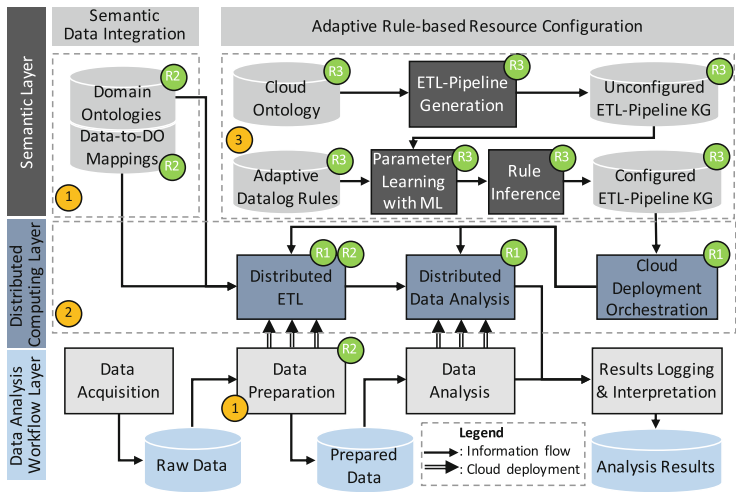 Semantic
Data Integration
Adaptive Rule-based Resource Configuration
Semantic Layer
R2
Domain
Ontologies
Data-to-DO
Mappings
R2
1
R3
Cloud
Ontology
R3
ETL-Pipeline
Generation
R3
Unconfigured
ETL-Pipeline KG
3
R3
Adaptive
Datalog Rules
R3
Parameter
Learning
with ML
R3
Rule
Inference
R3
Configured
ETL-Pipeline KG
Distributed
Computing Layer
2
R1
R2
Distributed
ETL
R1
Distributed
Data Analysis
R1
Cloud
Deployment
Orchestration
Data Analysis
Workflow Layer
Data
Acquisition
R2
Data
Preparation
1
Data
Analysis
Results Logging
& Interpretation
Raw Data
Prepared
Data
Legend
: Information flow
: Cloud deployment
Analysis Results